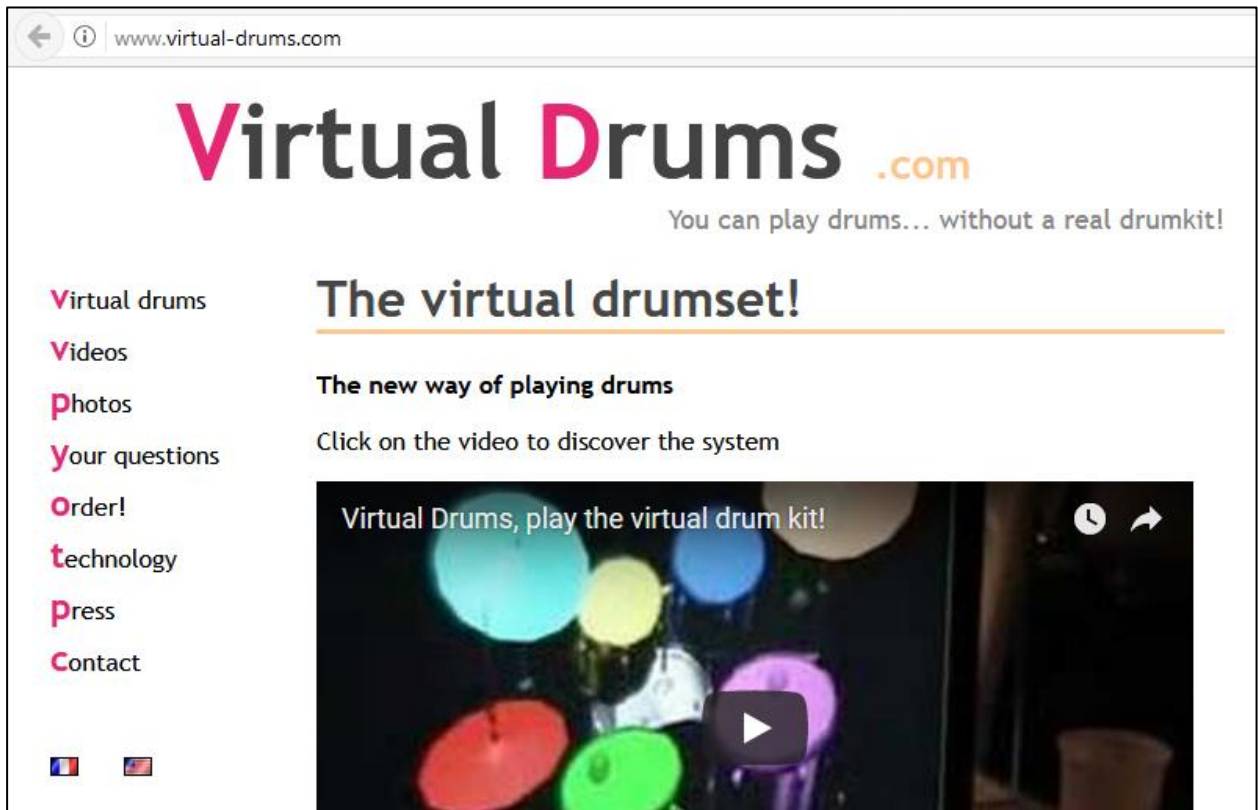 www.virtual-drums.com
Virtual Drums .com
You can play drums... without a real drumkit!
Virtual drums
Videos
Photos
Your questions
Order!
technology
press
Contact
The virtual drumset!
The new way of playing drums
Click on the video to discover the system
Virtual Drums, play the virtual drum kit!